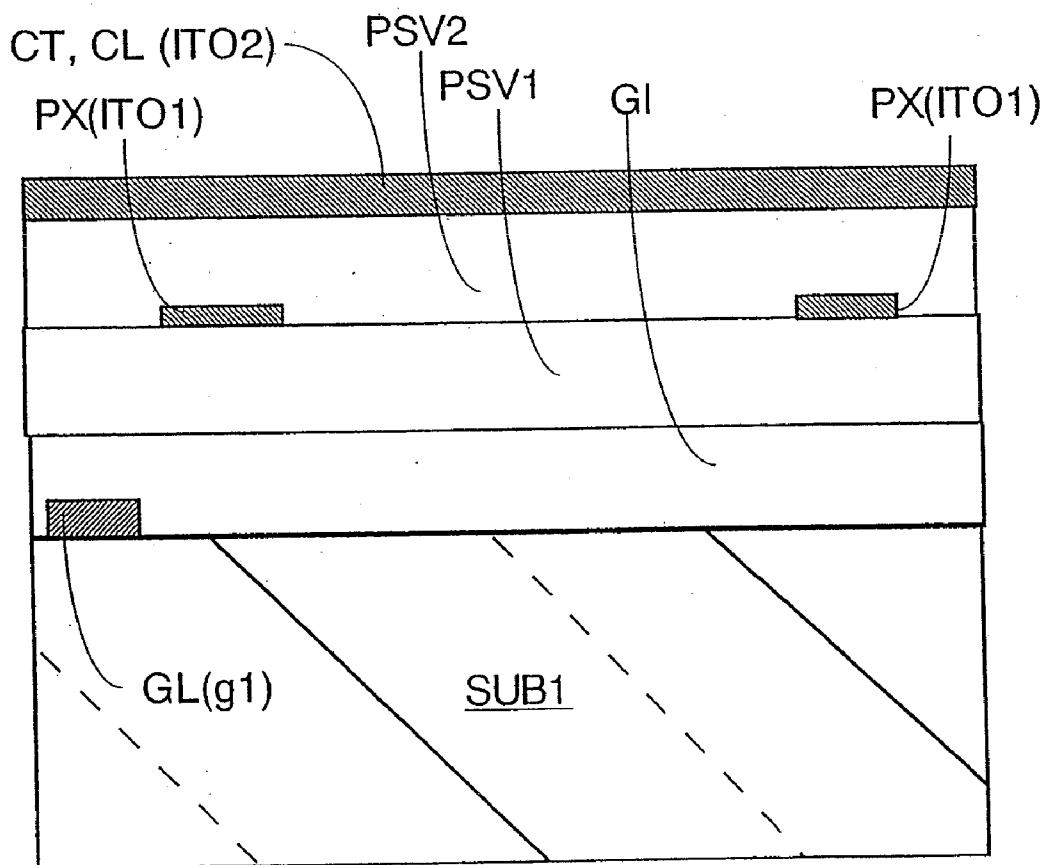 CT, CL (ITO2)
PSV2
PSV1
GI
PX(ITO1)
PX(ITO1)
GL(g1)
SUB1